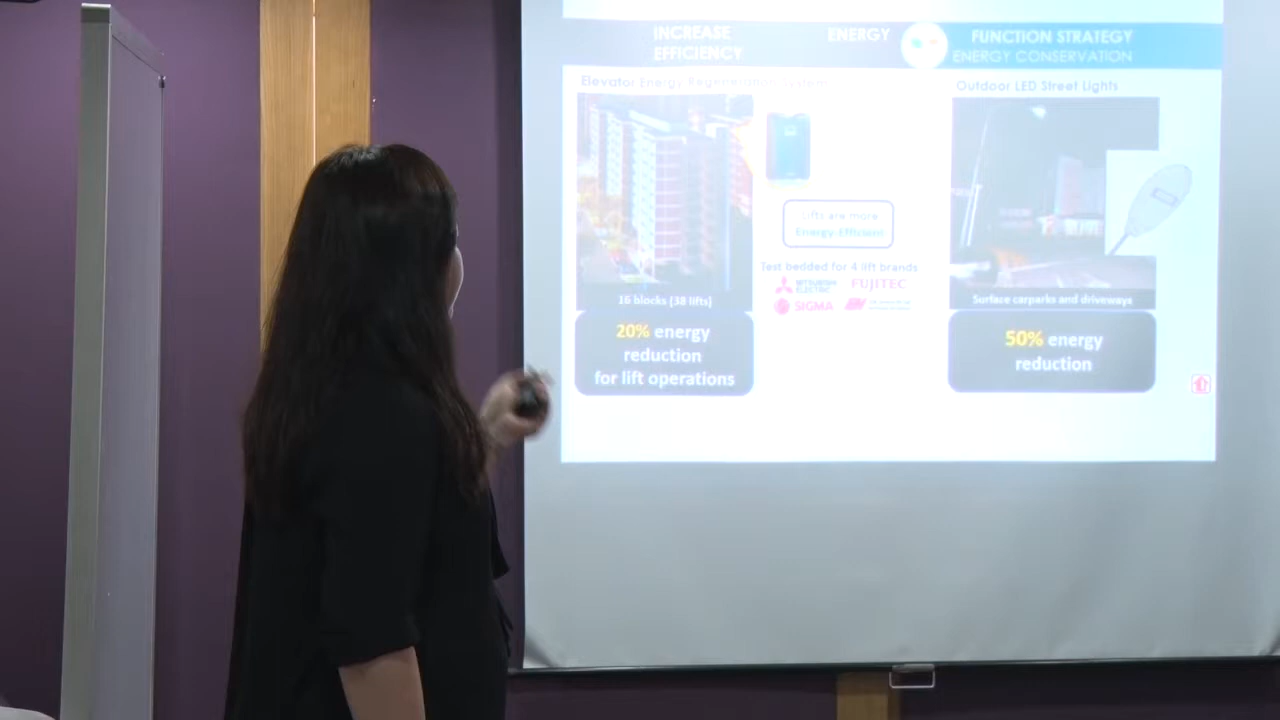 INCREASE
EFFICIENCY
ENERGY
FUNCTION STRATEGY
ENERGY CONSERVATION
Elevator Energy Regeneration System
16 blocks (38 lifts)
20% energy
reduction
for lift operations
Lifts are more
Energy-Efficient
Test bedded for 4 lift brands
MITSUBISHI
ELECTRIC
FUJITEC
SIGMA
Outdoor LED Street Lights
Surface carparks and driveways
50% energy
reduction